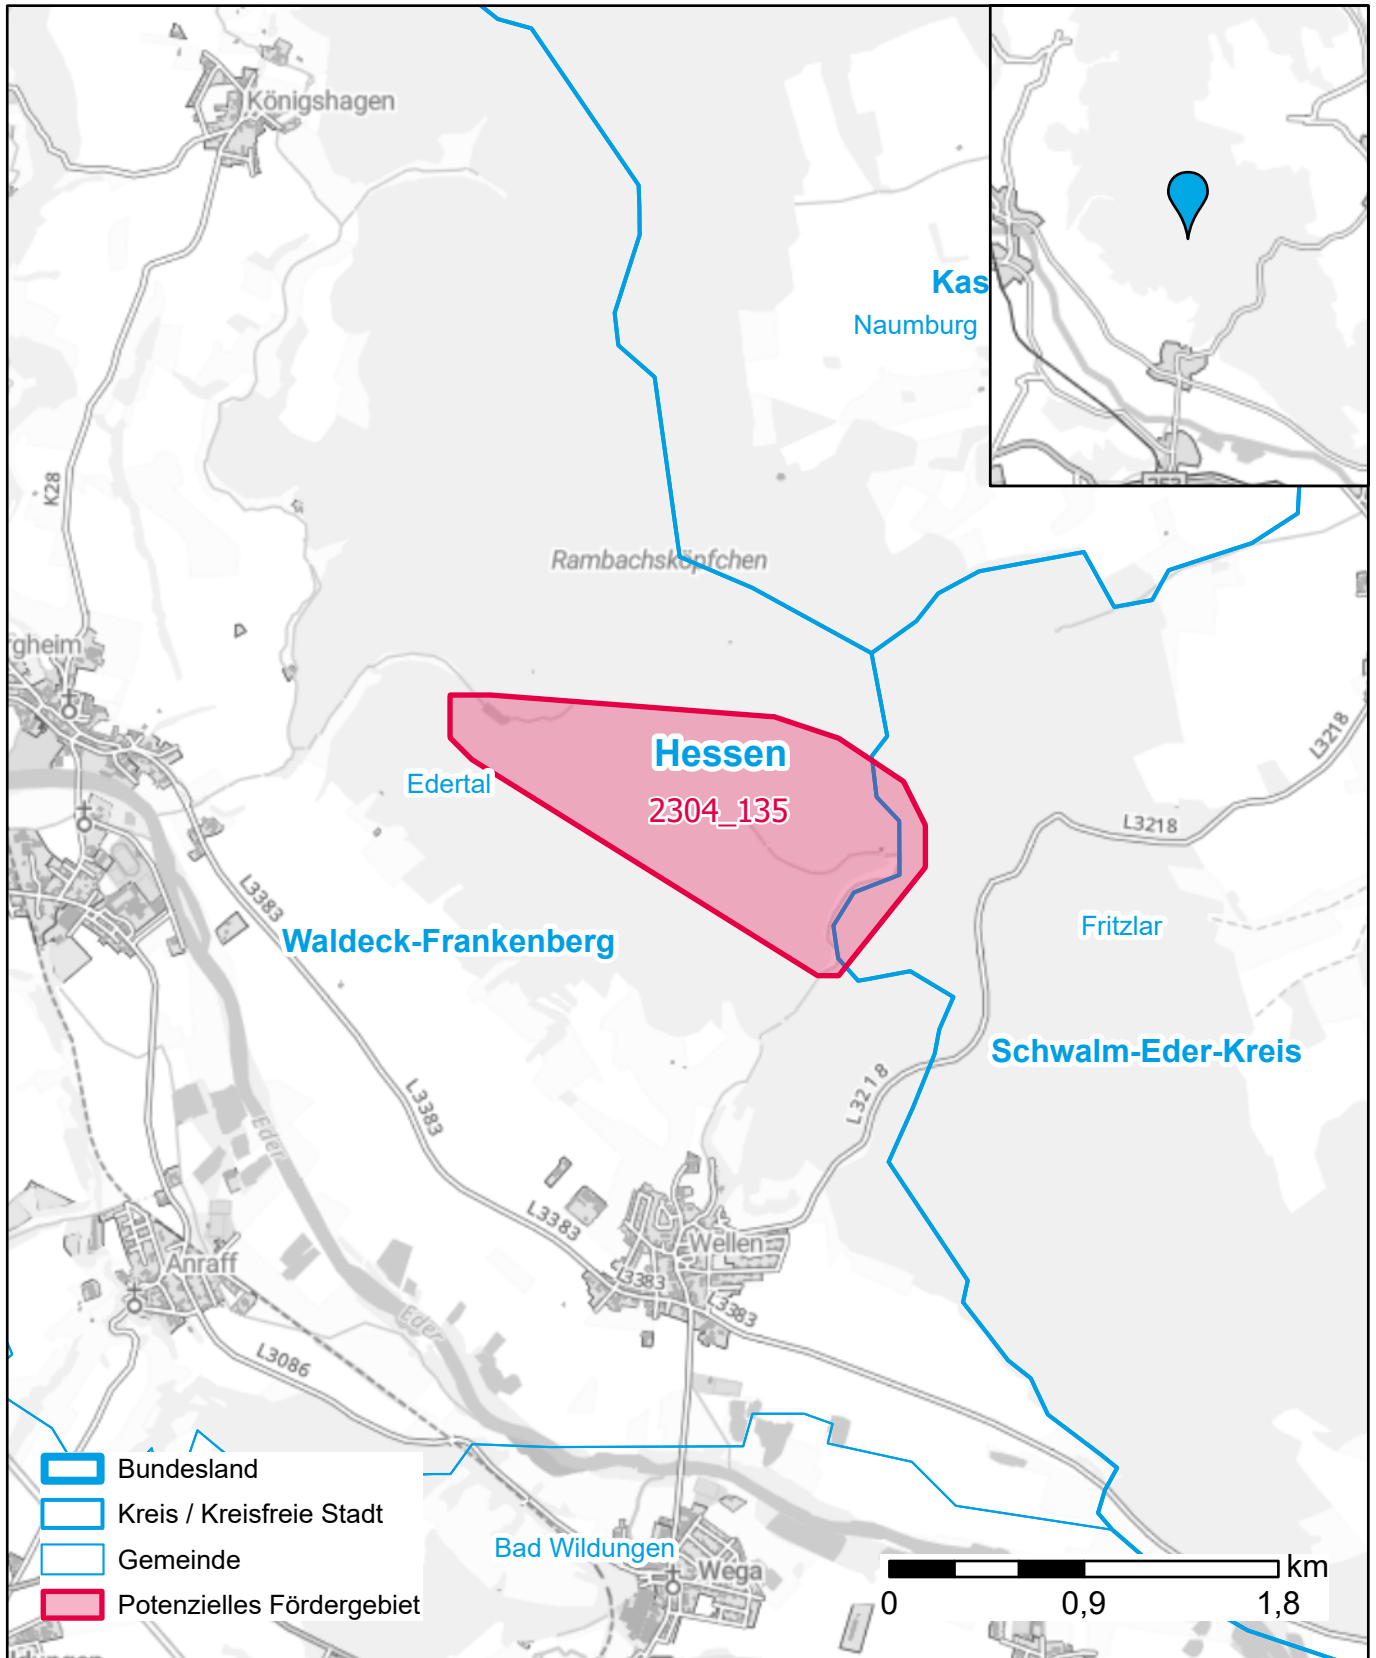 Königshagen
Kas
Naumburg
K28
Rambachsköpfchen
rgheim
Hessen
Edertal
2304_135
L3218
L3218
L3383
Waldeck-Frankenberg
Fritzlar
Schwalm-Eder-Kreis
L3218
L3383
Eder
L3383
Wellen
Anraff
L3383
L3383
Eder
L3086
Bundesland
Kreis / Kreisfreie Stadt
Gemeinde
Potenzielles Fördergebiet
Bad Wildungen
Wega
km
0 0,9 1,8